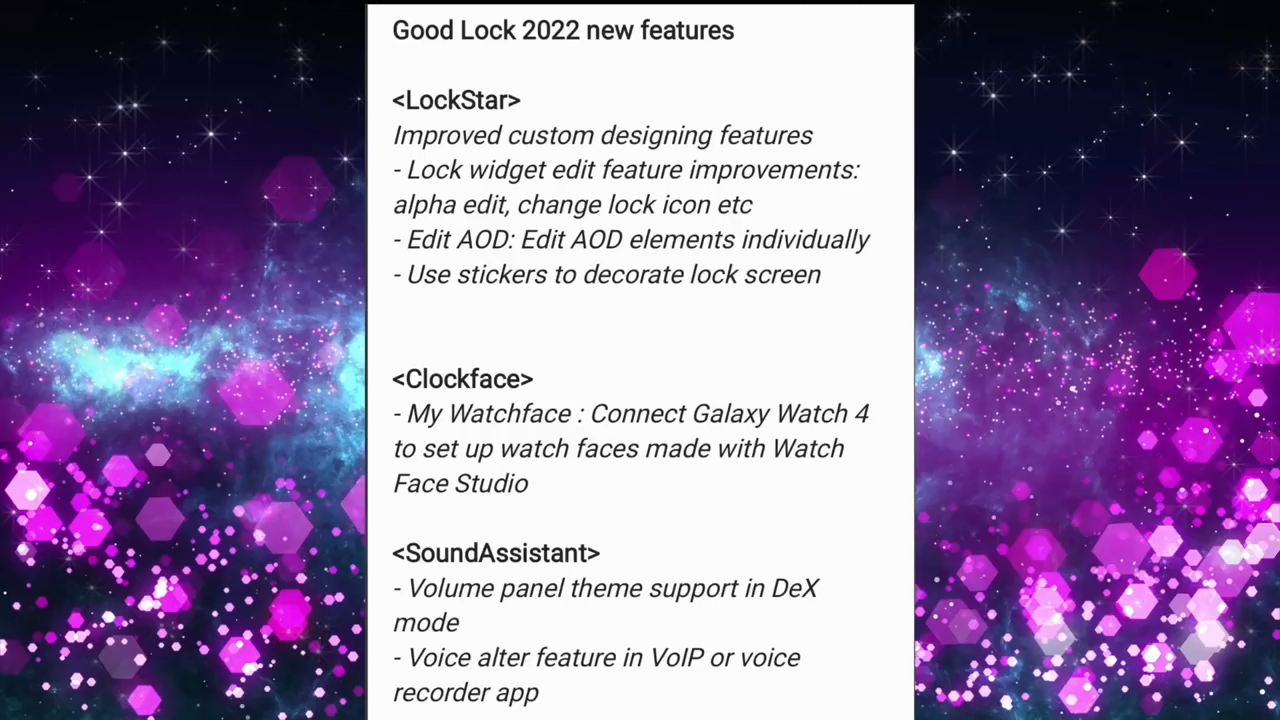 Good Lock 2022 new features
<LockStar>
Improved custom designing features
- Lock widget edit feature improvements:
alpha edit, change lock icon etc
- Edit AOD: Edit AOD elements individually
- Use stickers to decorate lock screen
<Clockface>
- My Watchface : Connect Galaxy Watch 4
to set up watch faces made with Watch
Face Studio
<SoundAssistant>
- Volume panel theme support in DeX
mode
- Voice alter feature in VoIP or voice
recorder app